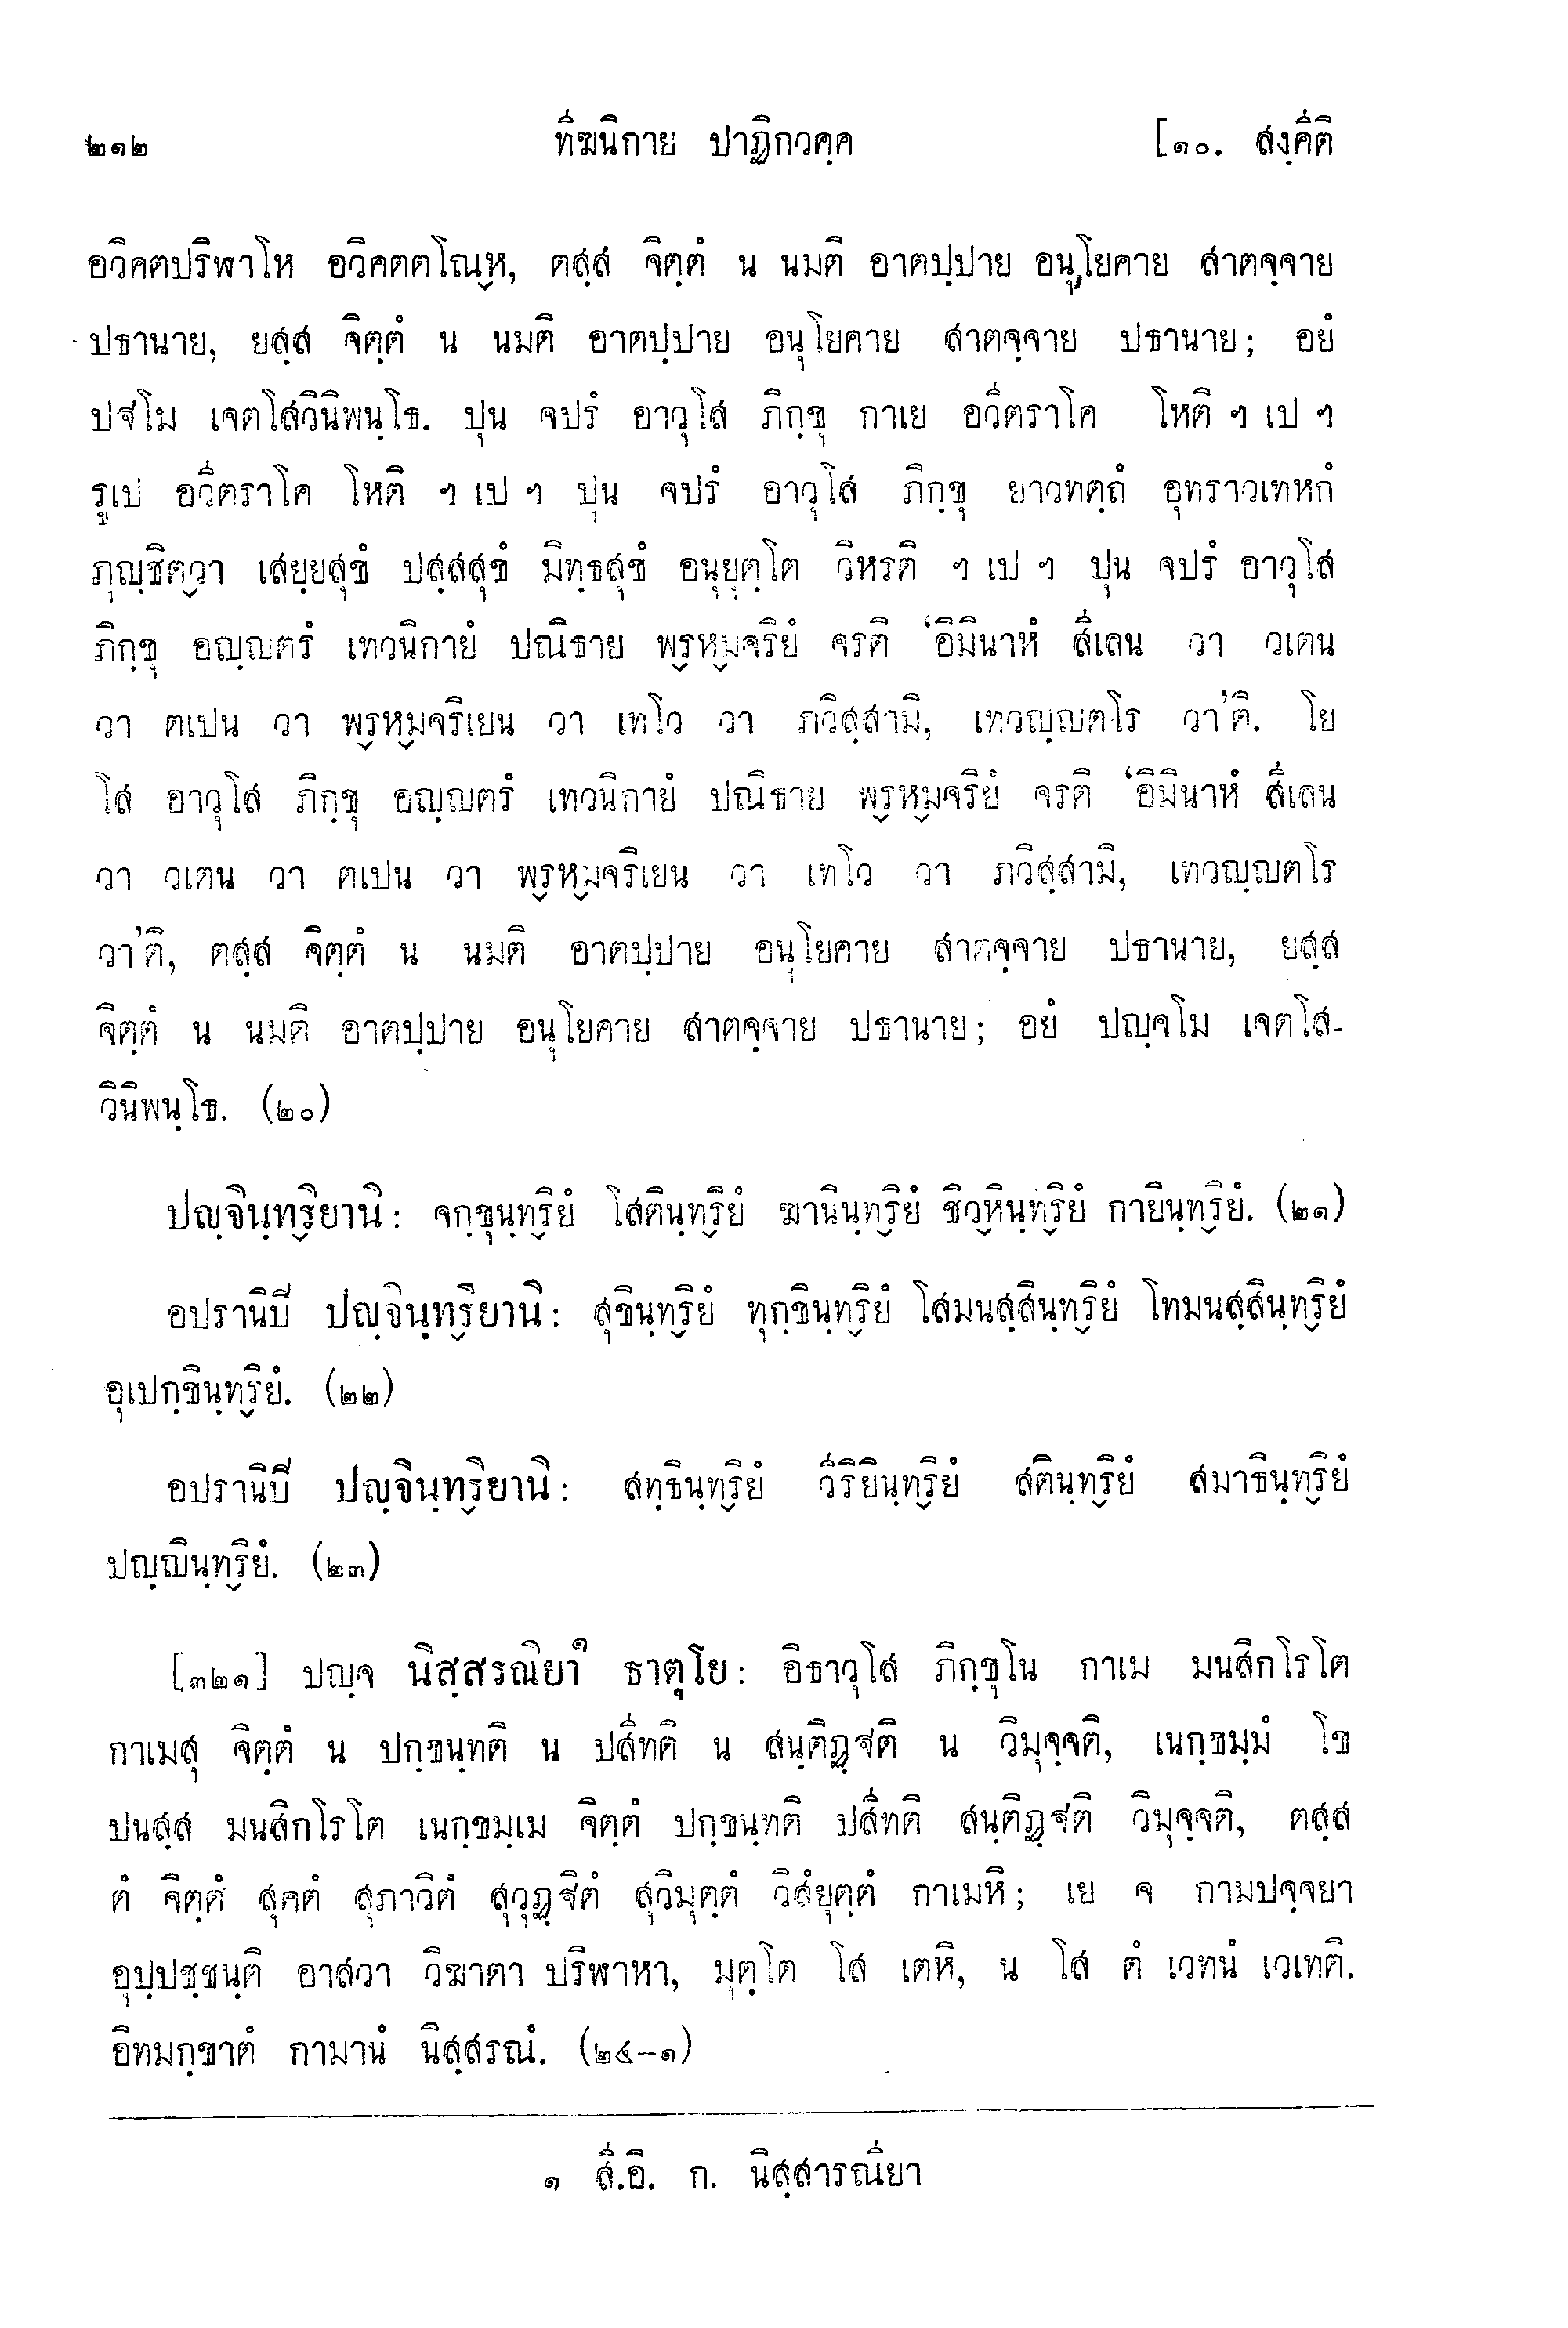 ๒๑๒ ทีฆนิกาย ปาฏิกวคฺค [๑๐. สงฺคีติ
อวิคตปริฬาโห อวิคตตโณฺห, ตสฺส จิตฺตํ น นมติ อาตปฺปาย อนุโยคาย สาตจฺจาย
ปธานาย, ยสฺส จิตฺตํ น นมติ อาตปฺปาย อนุโยคาย สาตจฺจาย ปธานาย; อยํ
ปฐโม เจตโสวินิพนฺโธ. ปุน จปรํ อาวุโส ภิกฺขุ กาเย อวีตราโค โหติ ฯ เป ฯ
รูเป อวีตราโค โหติ ฯ เป ฯ ปุน จปรํ อาวุโส ภิกฺขุ ยาวทตฺถํ อุทราวเทหกํ
ภุญฺชิตฺวา เสยฺยสุขํ ปสฺสสุขํ มิทฺธสุขํ อนุยุตฺโต วิหรติ ฯ เป ฯ ปุน จปรํ อาวุโส
ภิกฺขุ อญฺญตรํ เทวนิกายํ ปณิธาย พฺรหฺมจริยํ จรติ ‘อิมินาหํ สีเลน วา วเตน
วา ตเปน วา พฺรหฺมจริเยน วา เทโว วา ภวิสฺสามิ, เทวญฺญตโร วา’ติ. โย
โส อาวุโส ภิกฺขุ อญฺญตรํ เทวนิกายํ ปณิธาย พฺรหฺมจริยํ จรติ ‘อิมินาหํ สีเลน
วา วเตน วา ตเปน วา พฺรหฺมจริเยน วา เทโว วา ภวิสฺสามิ, เทวญฺญตโร
วา’ติ, ตสฺส จิตฺตํ น นมติ อาตปฺปาย อนุโยคาย สาตจฺจาย ปธานาย, ยสฺส
จิตฺตํ น นมติ อาตปฺปาย อนุโยคาย สาตจฺจาย ปธานาย; อยํ ปญฺจโม เจตโส-
วินิพนฺโธ. (๒๐)
ปญฺจินฺทฺริยานิ: จกฺขุนฺทฺริยํ โสตินฺทฺริยํ ฆานินฺทฺริยํ ชิวฺหินฺทฺริยํ กายินฺทฺริยํ. (๒๑)
อปรานิปี ปญฺจินฺทฺริยานิ: สุขินฺทฺริยํ ทุกฺขินฺทฺริยํ โสมนสฺสินฺทฺริยํ โทมนสฺสินฺทฺริยํ
อุเปกฺขินฺทฺริยํ. (๒๒)
อปรานิปี ปญฺจินฺทฺริยานิ: สทฺธินฺทฺริยํ วีริยินฺทฺริยํ สตินฺทฺริยํ สมาธินฺทฺริยํ
ปญฺญินฺทฺริยํ. (๒๓)
[๓๒๑] ปญฺจ นิสฺสรณิยา๑ ธาตุโย: อิธาวุโส ภิกฺขุโน กาเม มนสิกโรโต
กาเมสุ จิตฺตํ น ปกฺขนฺทติ น ปสีทติ น สนฺติฏฺฐติ น วิมุจฺจติ, เนกฺขมฺมํ โข
ปนสฺส มนสิกโรโต เนกฺขมฺเม จิตฺตํ ปกฺขนฺทติ ปสีทติ สนฺติฏฺฐติ วิมุจฺจติ, ตสฺส
ตํ จิตฺตํ สุคตํ สุภาวิตํ สุวุฏฺฐิตํ สุวิมุตฺตํ วิสํยุตฺตํ กาเมหิ; เย จ กามปจฺจยา
อุปฺปชฺชนฺติ อาสวา วิฆาตา ปริฬาหา, มุตฺโต โส เตหิ, น โส ตํ เวทนํ เวเทติ.
อิทมกฺขาตํ กามานํ นิสฺสรณํ. (๒๔-๑)
๑ สี.อิ. ก. นิสฺสารณียา